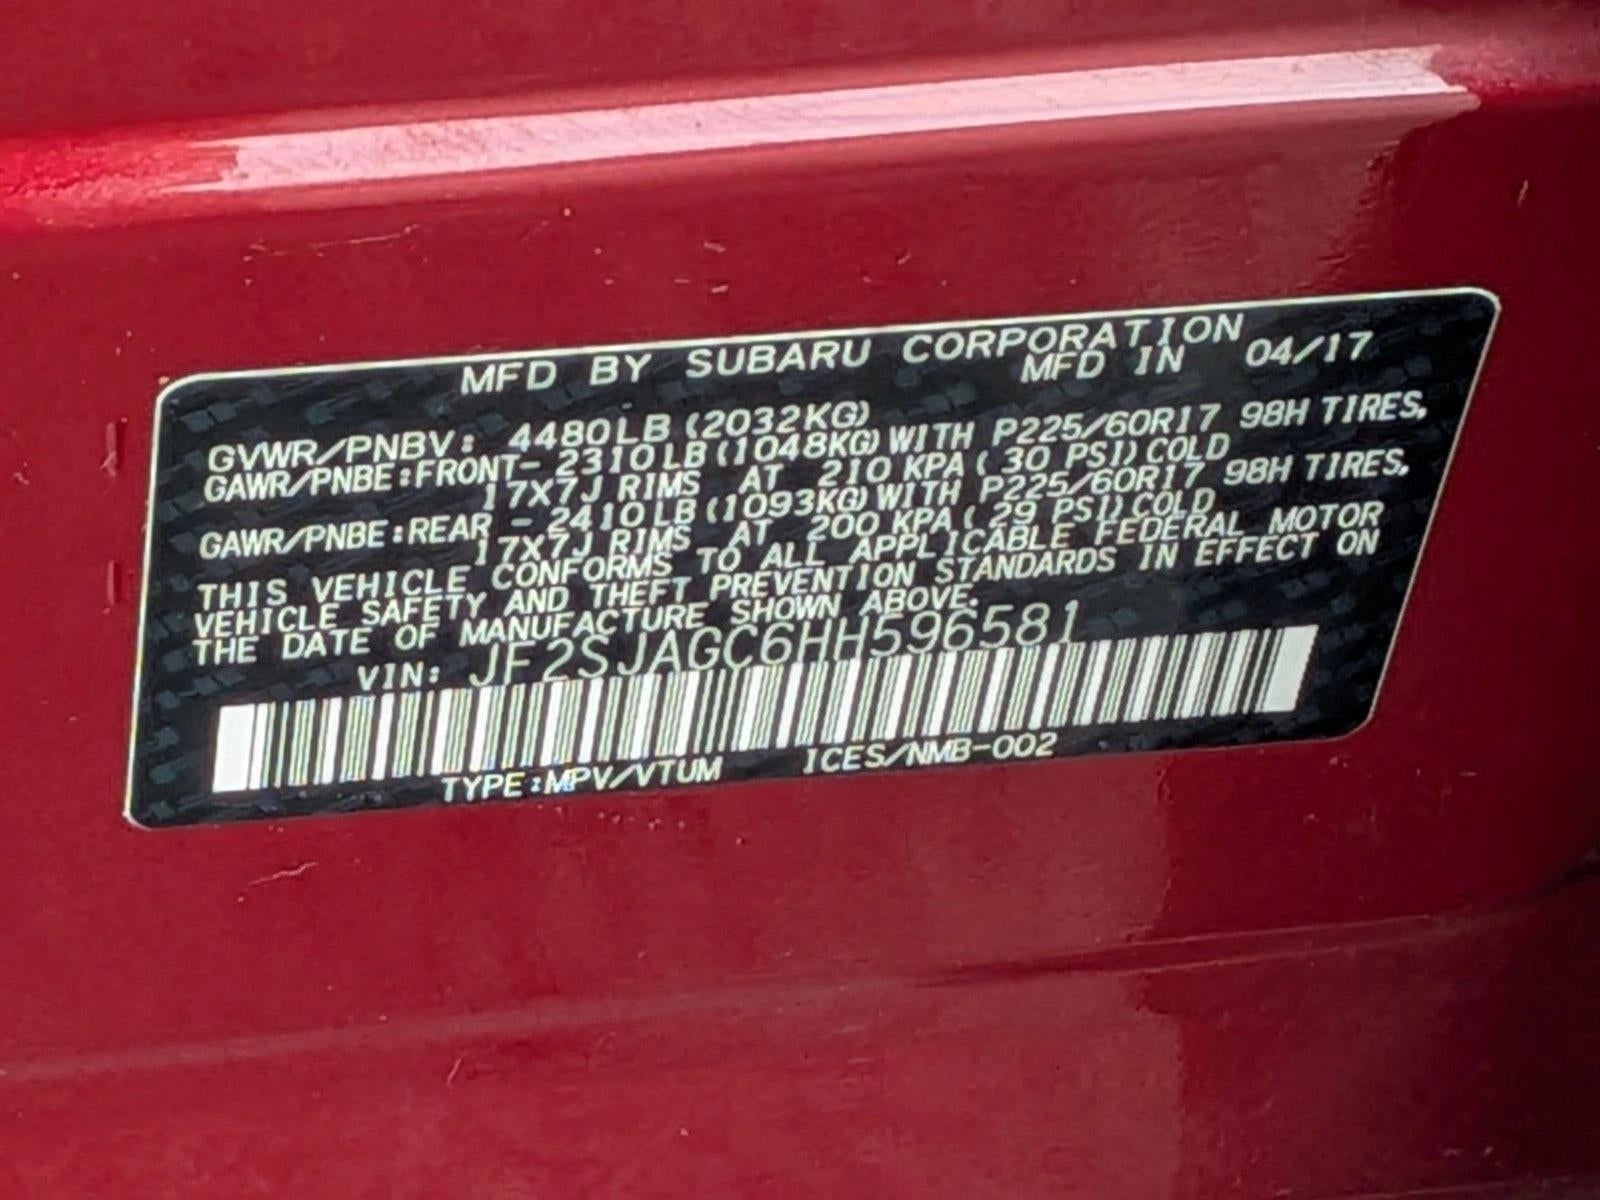 MFD BY SUBARU CORPORATION
MFD IN 04/17
GVWR/PNBV: 4480LB (2032KG)
GAWR/PNBE:FRONT- 2310LB (1048KG) WITH P225/60R17 98H TIRES,
17X7J RIMS AT 210 KPA ( 30 PSI) COLD
GAWR/PNBE:REAR - 2410LB (1093KG) WITH P225/60R17 98H TIRES,
17X7J RIMS AT 200 KPA ( 29 PSI) COLD
THIS VEHICLE CONFORMS TO ALL APPLICABLE FEDERAL MOTOR
VEHICLE SAFETY AND THEFT PREVENTION STANDARDS IN EFFECT ON
THE DATE OF MANUFACTURE SHOWN ABOVE.
VIN: JF2SJAGC6HH596581
TYPE:MPV/VTUM ICES/NMB-002